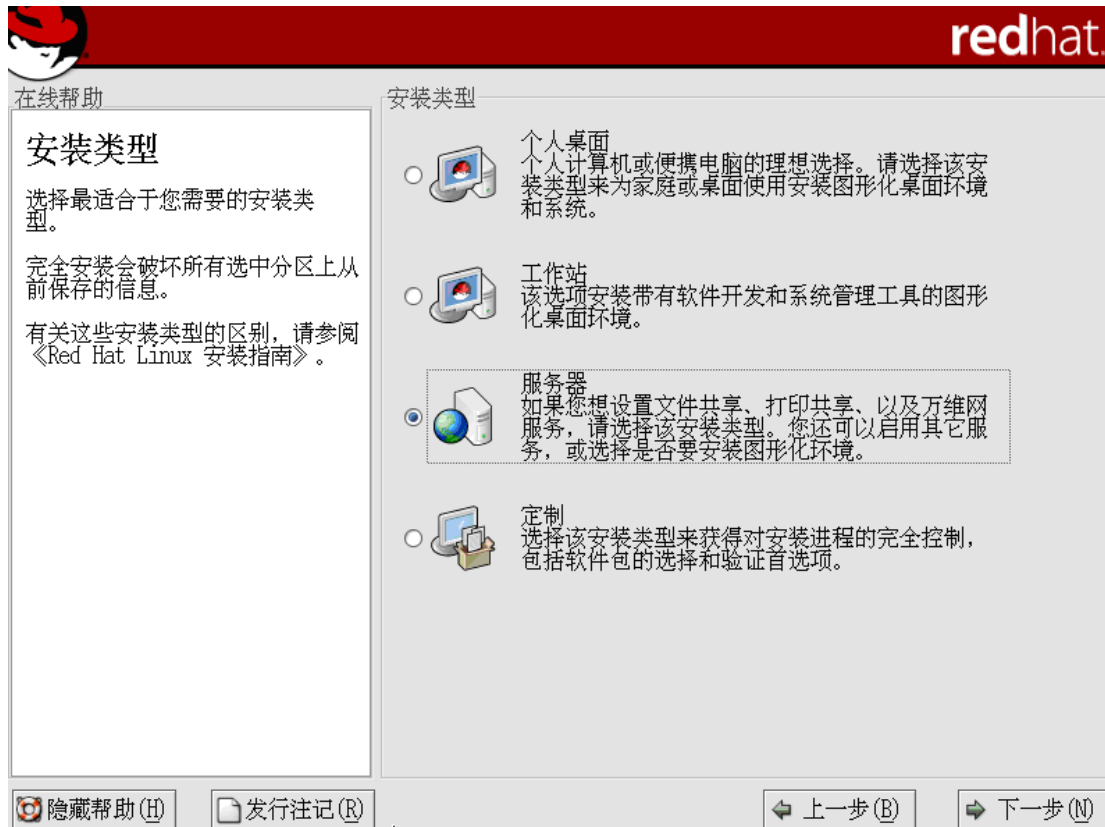 redhat.
在线帮助
安装类型
选择最适合于您需要的安装类
型。
完全安装会破坏所有选中分区上从
前保存的信息。
有关这些安装类型的区别，请参阅
《Red Hat Linux 安装指南》。
安装类型
个人桌面
个人计算机或便携电脑的理想选择。请选择该安
装类型来为家庭或桌面使用安装图形化桌面环境
和系统。
工作站
该选项安装带有软件开发和系统管理工具的图形
化桌面环境。
服务器
如果您想设置文件共享、打印共享、以及万维网
服务，请选择该安装类型。您还可以启用其它服
务，或选择是否要安装图形化环境。
定制
选择该安装类型来获得对安装进程的完全控制，
包括软件包的选择和验证首选项。
隐藏帮助(H)
发行注记(R)
上一步(B)
下一步(N)